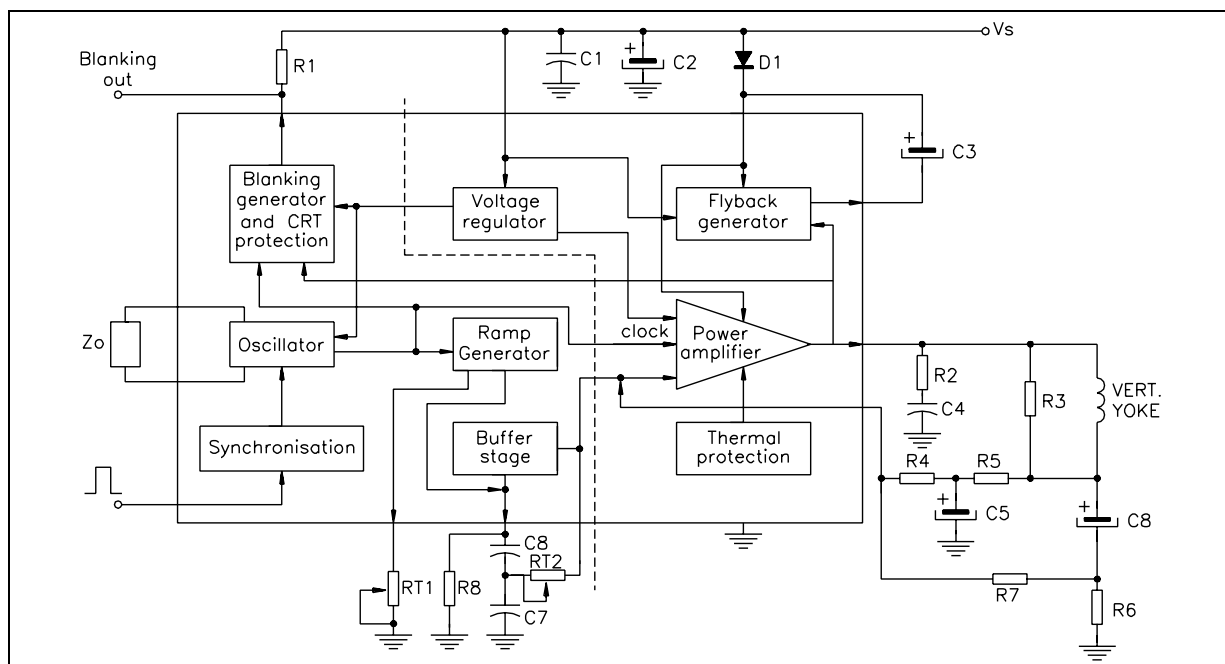 Vs
Blanking
out
R1
C1
C2
D1
C3
Blanking
generator
and CRT
protection
Voltage
regulator
Flyback
generator
Zo
Oscillator
Ramp
Generator
clock
Power
amplifier
R2
C4
R3
VERT.
YOKE
Synchronisation
Buffer
stage
Thermal
protection
R4
R5
+
C5
+
C8
+
+
+
RT1
R8
C8
RT2
C7
R7
R6